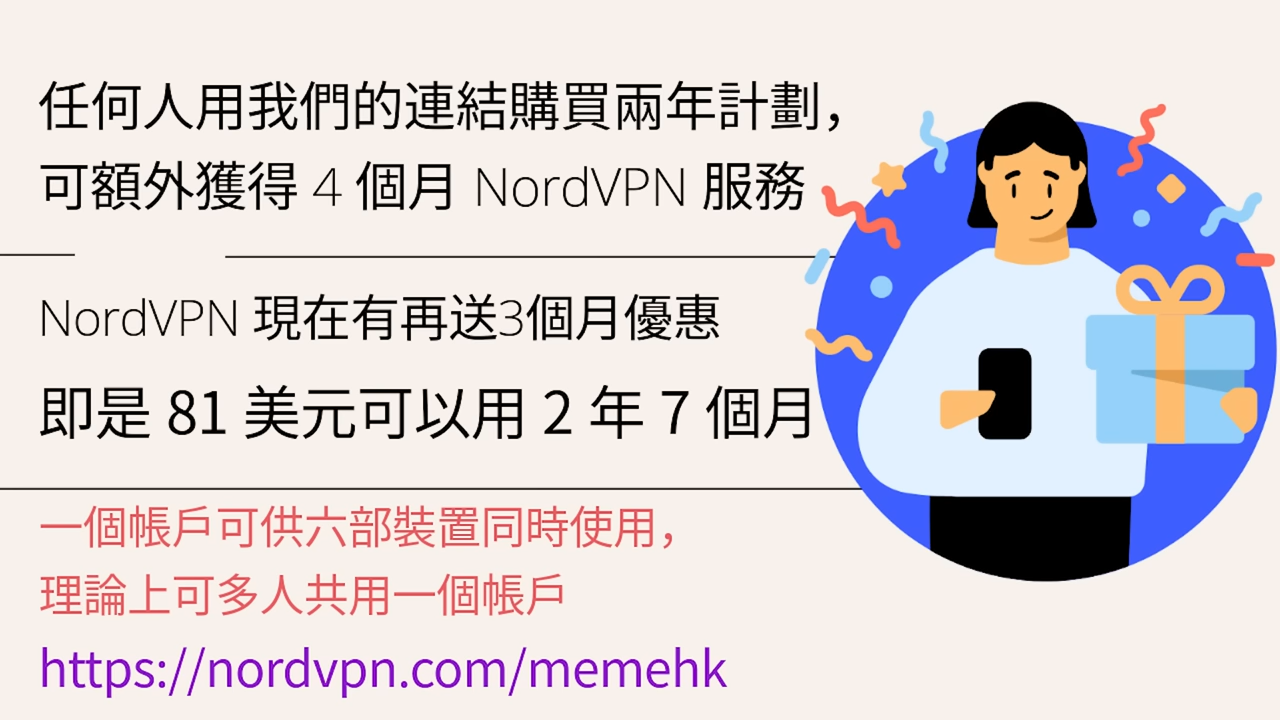 任何人用我們的連結購買兩年計劃，
可額外獲得 4 個月 NordVPN 服務
NordVPN 現在有再送3個月優惠
即是 81 美元可以用 2 年 7 個月
一個帳戶可供六部裝置同時使用，
理論上可多人共用一個帳戶
https://nordvpn.com/memehk